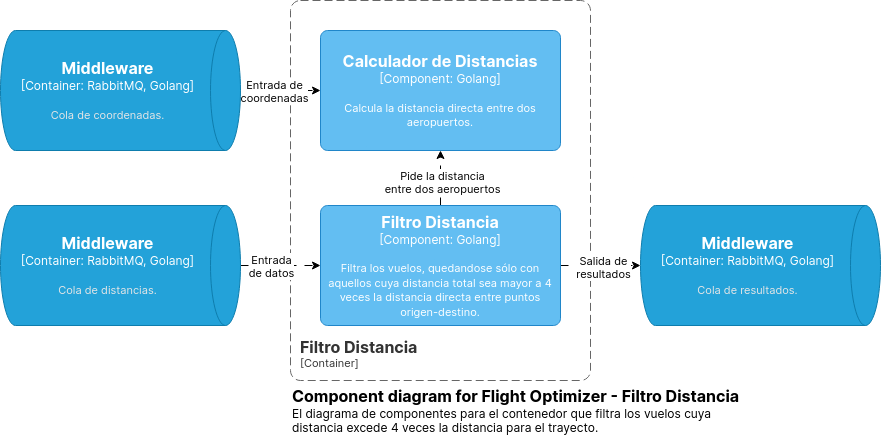 Middleware
[Container: RabbitMQ, Golang]
Cola de coordenadas.
Entrada de
coordenadas
Calculador de Distancias
[Component: Golang]
Calcula la distancia directa entre dos
aeropuertos.
Pide la distancia
entre dos aeropuertos
Middleware
[Container: RabbitMQ, Golang]
Cola de distancias.
Entrada
de datos
Filtro Distancia
[Component: Golang]
Filtra los vuelos, quedandose sólo con
aquellos cuya distancia total sea mayor a 4
veces la distancia directa entre puntos
origen-destino.
Salida de
resultados
Middleware
[Container: RabbitMQ, Golang]
Cola de resultados.
Filtro Distancia
[Container]
Component diagram for Flight Optimizer - Filtro Distancia
El diagrama de componentes para el contenedor que filtra los vuelos cuya
distancia excede 4 veces la distancia para el trayecto.